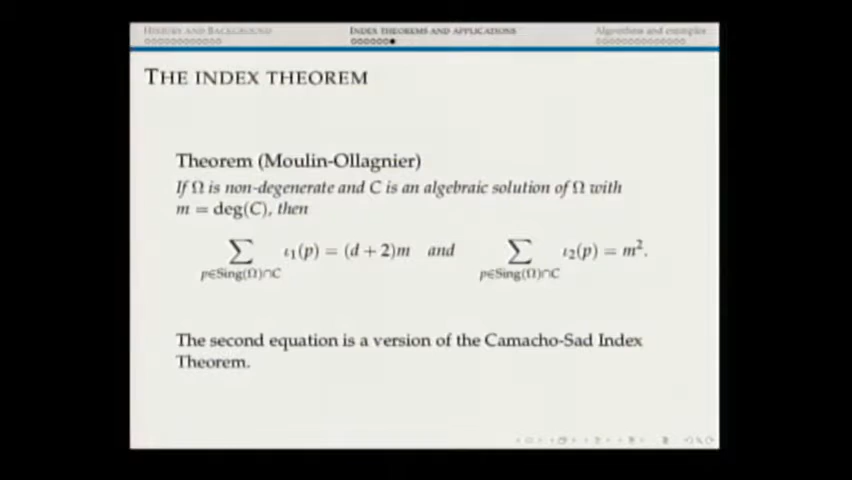 HISTORY AND BACKGROUND INDEX THEOREMS AND APPLICATIONS Algorithms and examples
THE INDEX THEOREM
Theorem (Moulin-Ollagnier)
If Ω is non-degenerate and C is an algebraic solution of Ω with
m = deg(C), then
∑ ι₁(p) = (d + 2)m and ∑ ι₂(p) = m².
p∈Sing(Ω)∩C p∈Sing(Ω)∩C
The second equation is a version of the Camacho-Sad Index
Theorem.